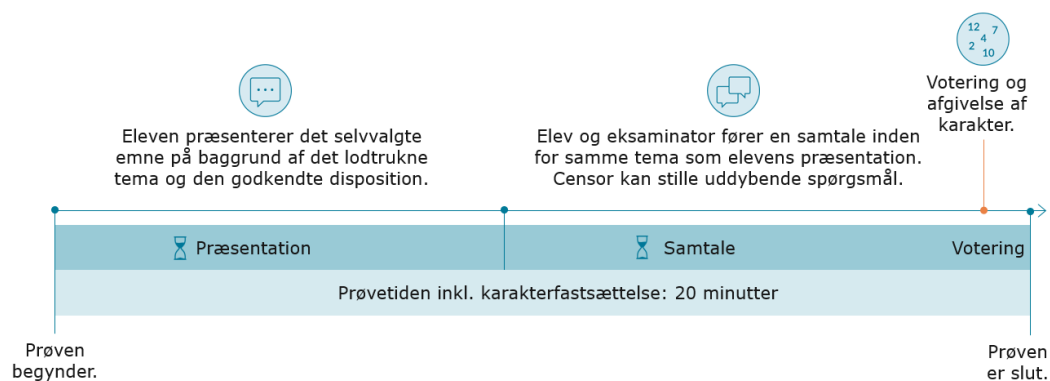 12 7
4
2
10
Votering og
afgivelse af
karakter.
Eleven præsenterer det selvvalgte
emne på baggrund af det lodtrukne
tema og den godkendte disposition.
Elev og eksaminator fører en samtale inden
for samme tema som elevens præsentation.
Censor kan stille uddybende spørgsmål.
Præsentation
Samtale
Votering
Prøvetiden inkl. karakterfastsættelse: 20 minutter
Prøven
begynder.
Prøven
er slut.